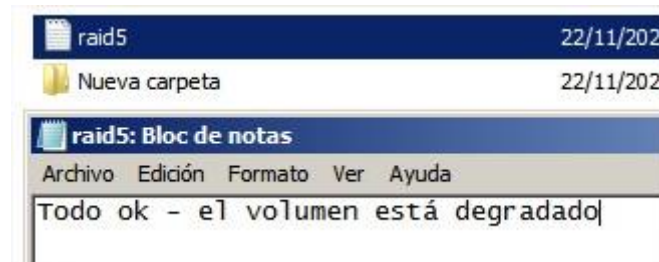 raid5 22/11/202
Nueva carpeta 22/11/202
raid5: Bloc de notas
Archivo Edición Formato Ver Ayuda
Todo ok - el volumen está degradado